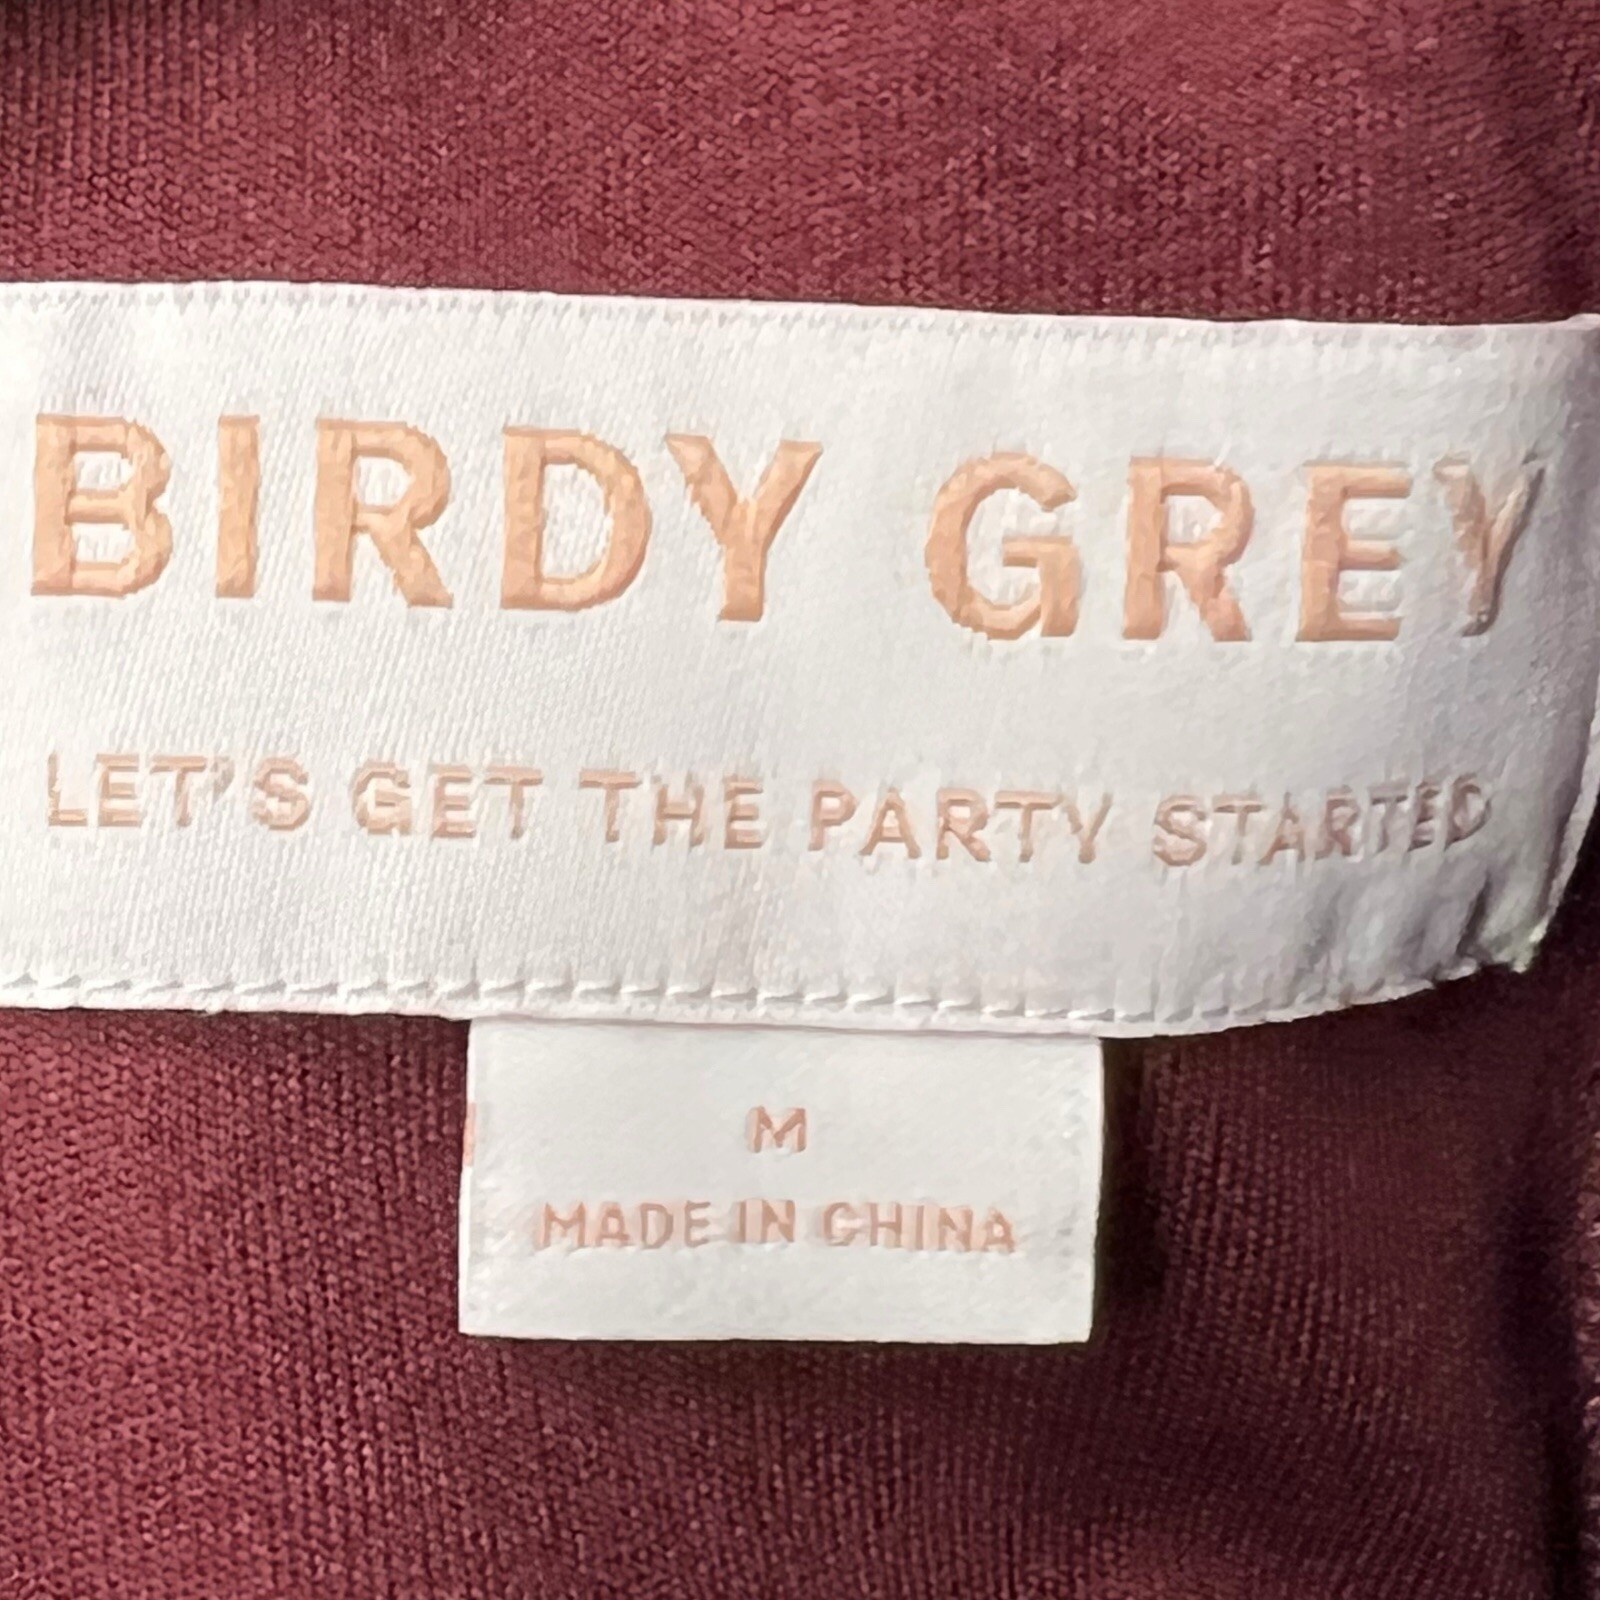 BIRDY GREY
LET'S GET THE PARTY STARTED
M
MADE IN CHINA